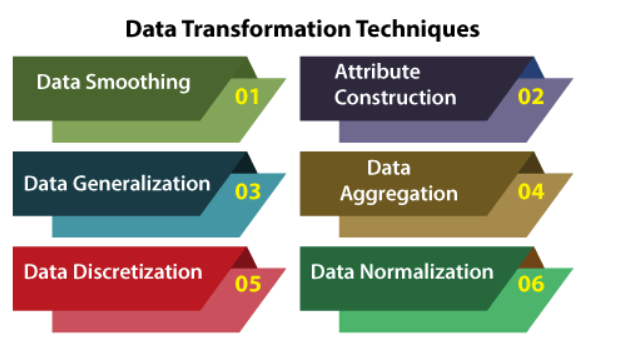 Data Transformation Techniques
Data Smoothing
01
Attribute
Construction
02
Data Generalization
03
Data
Aggregation
04
Data Discretization
05
Data Normalization
06